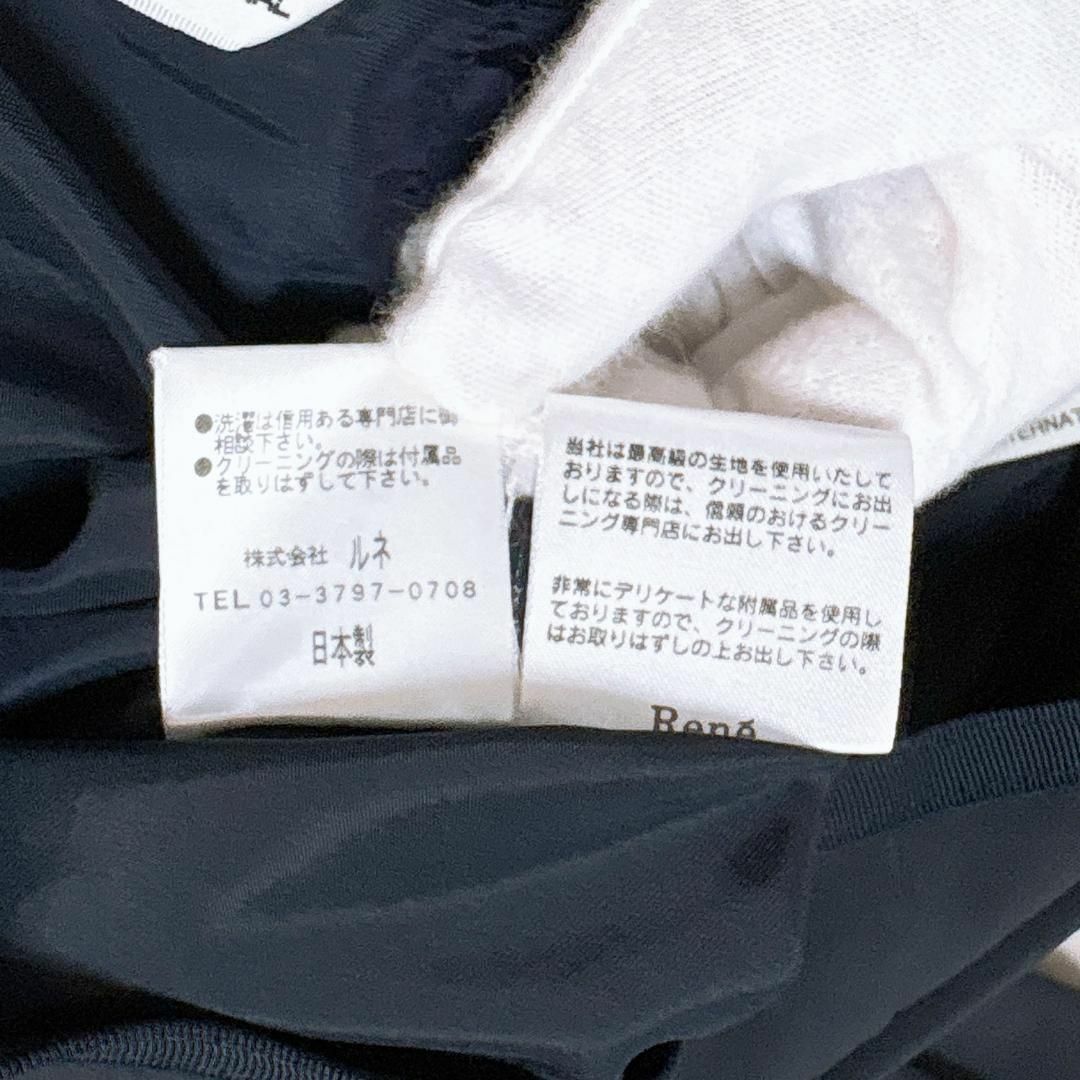 ●洗濯は信用ある専門店に御
相談下さい。
●クリーニングの際は付属品
を取りはずして下さい。
株式会社 ルネ
TEL 03-3797-0708
日本製
当社は最高級の生地を使用いたして
おりますので、クリーニングにお出
しになる際は、信頼のおけるクリー
ニング専門店にお出し下さい。
非常にデリケートな附属品を使用し
ておりますので、クリーニングの際
はお取りはずしの上お出し下さい。
René